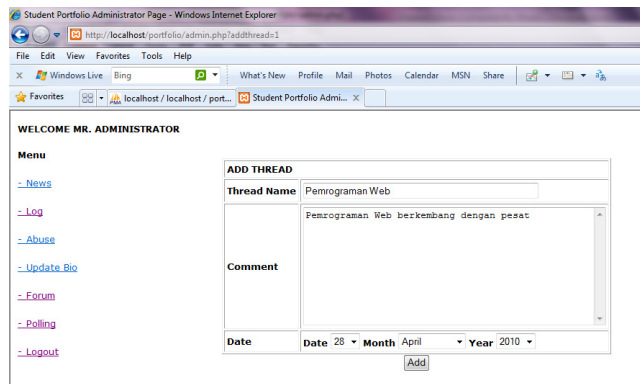 Student Portfolio Administrator Page - Windows Internet Explorer
http://localhost/portfolio/admin.php?addthread=1
File Edit View Favorites Tools Help
X Windows Live Bing What's New Profile Mail Photos Calendar MSN Share
Favorites PMA localhost / localhost / port... Student Portfolio Admi... X
WELCOME MR. ADMINISTRATOR
Menu
- News
- Log
- Abuse
- Update Bio
- Forum
- Polling
- Logout
ADD THREAD
Thread Name Pemrograman Web
Comment Pemrograman Web berkembang dengan pesat
Date Date 28 Month April Year 2010
Add